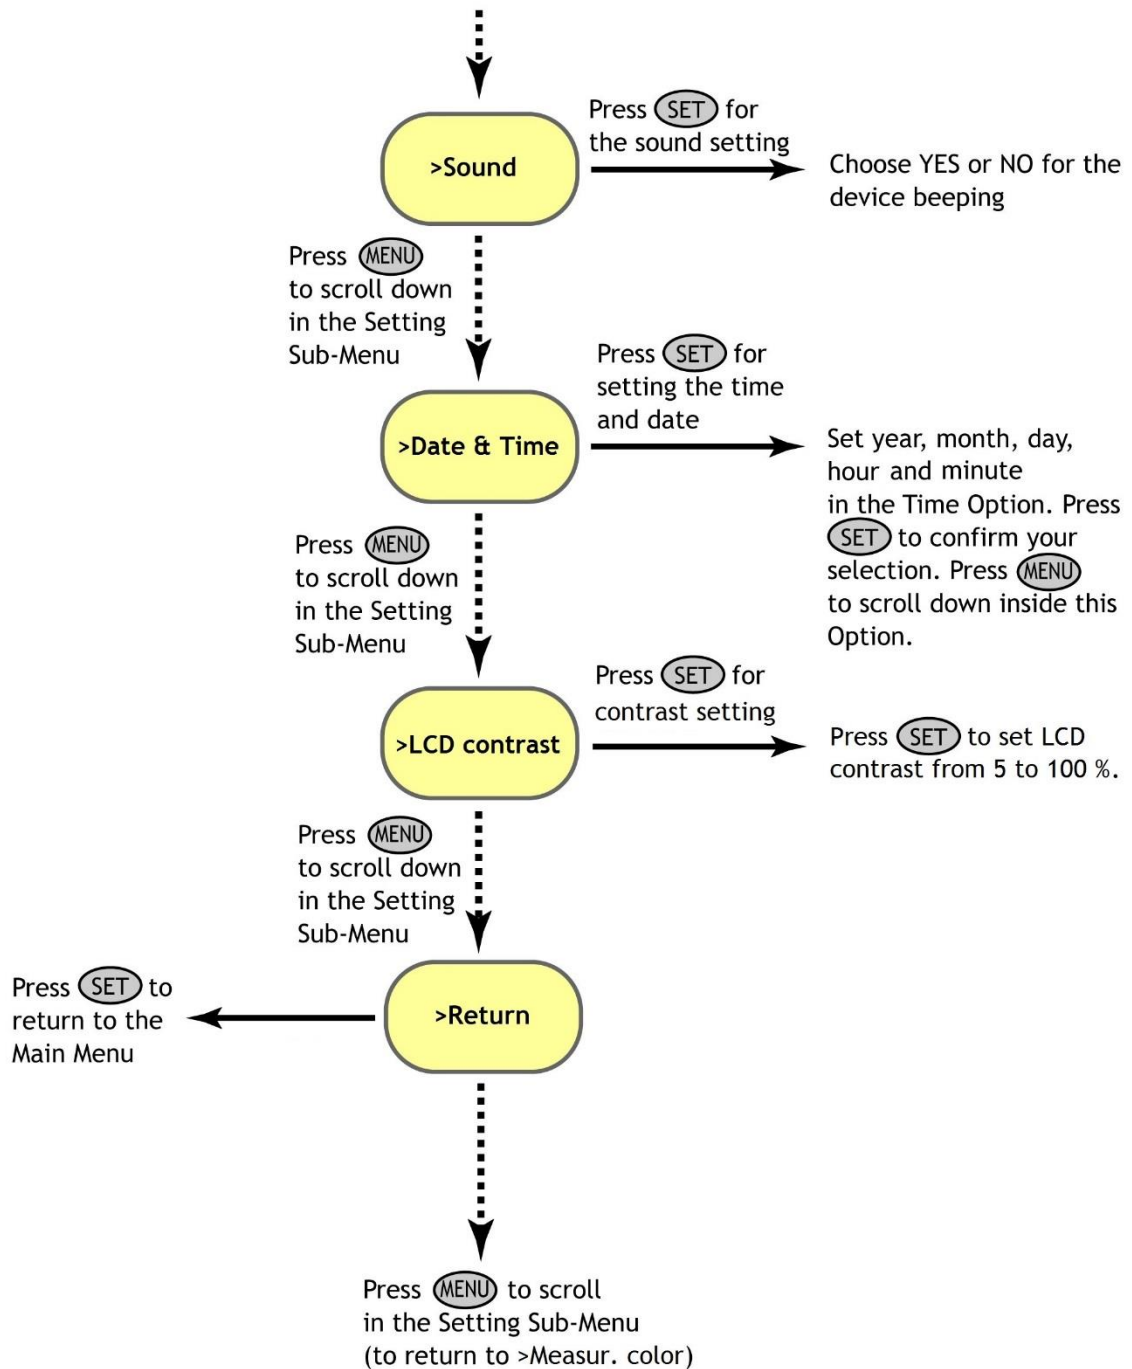 Press SET for
the sound setting
>Sound
Choose YES or NO for the
device beeping
Press MENU
to scroll down
in the Setting
Sub-Menu
Press SET for
setting the time
and date
>Date & Time
Set year, month, day,
hour and minute
in the Time Option. Press
SET to confirm your
selection. Press MENU
to scroll down inside this
Option.
Press MENU
to scroll down
in the Setting
Sub-Menu
Press SET for
contrast setting
>LCD contrast
Press SET to set LCD
contrast from 5 to 100 %.
Press MENU
to scroll down
in the Setting
Sub-Menu
Press SET to
return to the
Main Menu
>Return
Press MENU to scroll
in the Setting Sub-Menu
(to return to >Measur. color)